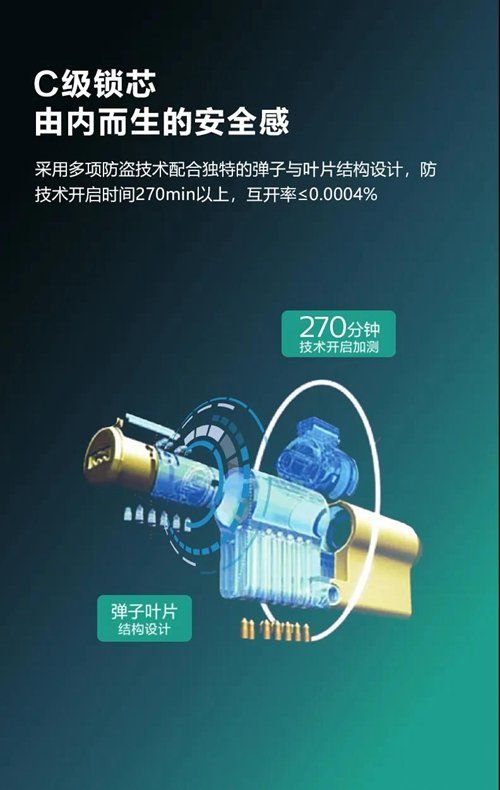 C级锁芯
由内而生的安全感
采用多项防盗技术配合独特的弹子与叶片结构设计，防
技术开启时间270min以上，互开率≤0.0004%
270分钟
技术开启加测
弹子叶片
结构设计